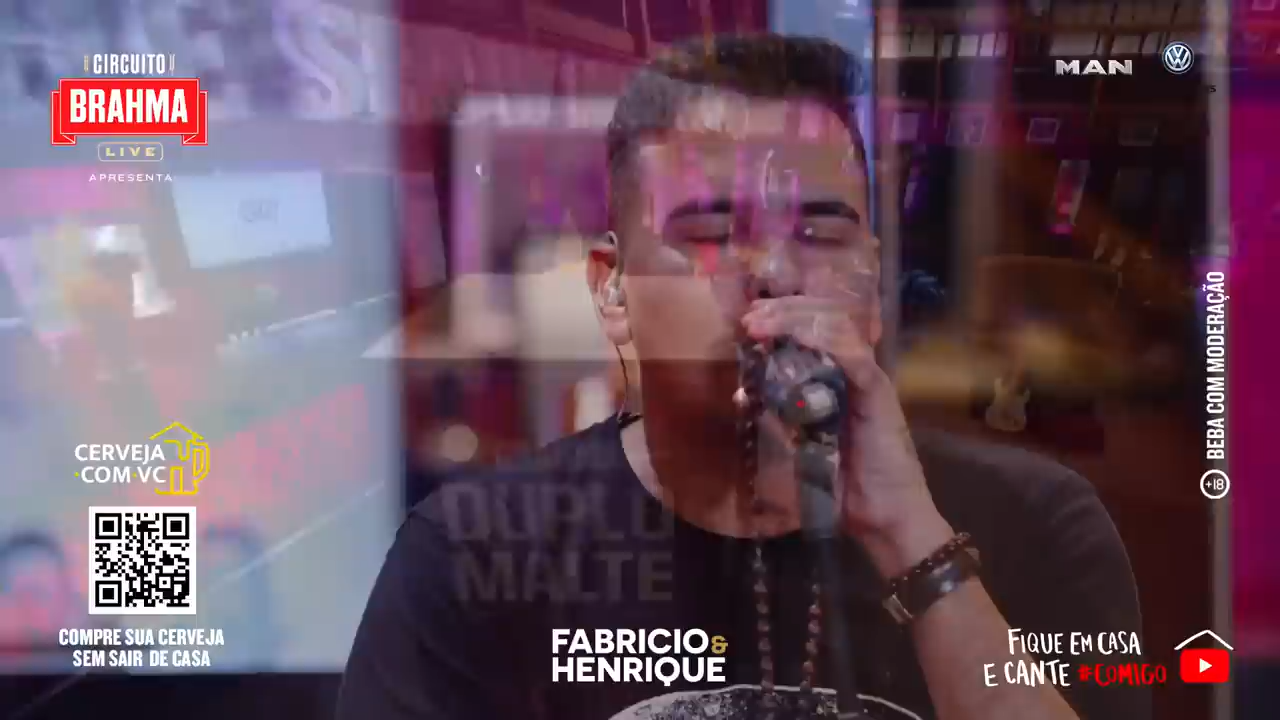 CIRCUITO
BRAHMA
LIVE
APRESENTA
MAN
BEBA COM MODERAÇÃO
+18
CERVEJA
COM VC
COMPRE SUA CERVEJA
SEM SAIR DE CASA
DUPLO
MALTE
FABRICIO &
HENRIQUE
FIQUE EM CASA
E CANTE #COMIGO